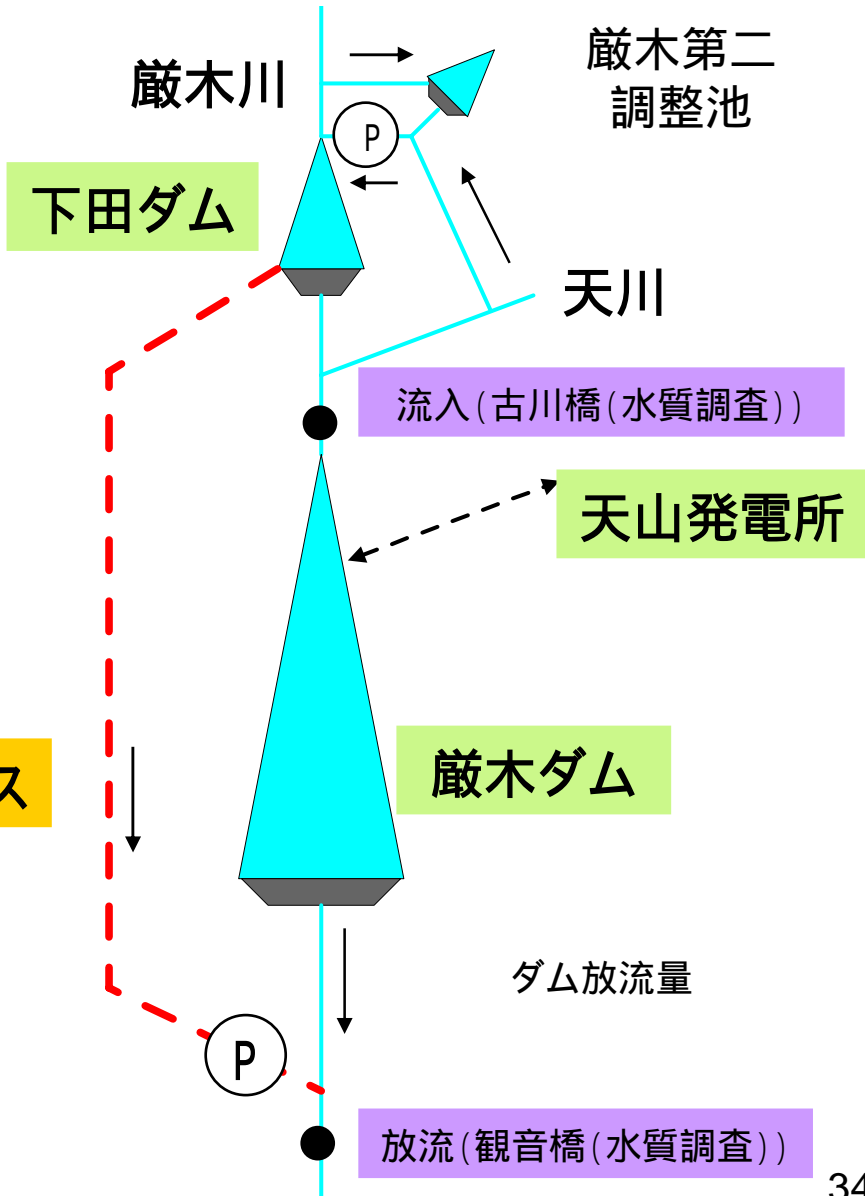 厳木川
厳木第二
調整池
P
下田ダム
天川
流入(古川橋(水質調査))
天山発電所
厳木ダム
ス
ダム放流量
P
放流(観音橋(水質調査))
34